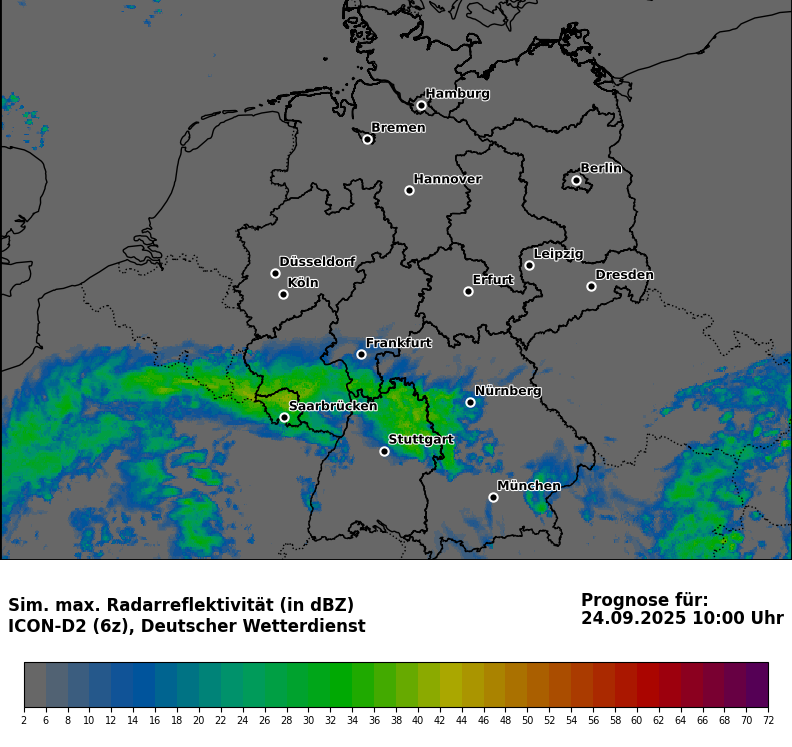 Hamburg
Bremen
Berlin
Hannover
Leipzig
Düsseldorf
Dresden
Köln
Erfurt
Frankfurt
Nürnberg
Saarbrücken
Stuttgart
München
Sim. max. Radarreflektivität (in dBZ)
ICON-D2 (6z), Deutscher Wetterdienst
Prognose für:
24.09.2025 10:00 Uhr
2 6 8 10 12 14 16 18 20 22 24 26 28 30 32 34 36 38 40 42 44 46 48 50 52 54 56 58 60 62 64 66 68 70 72